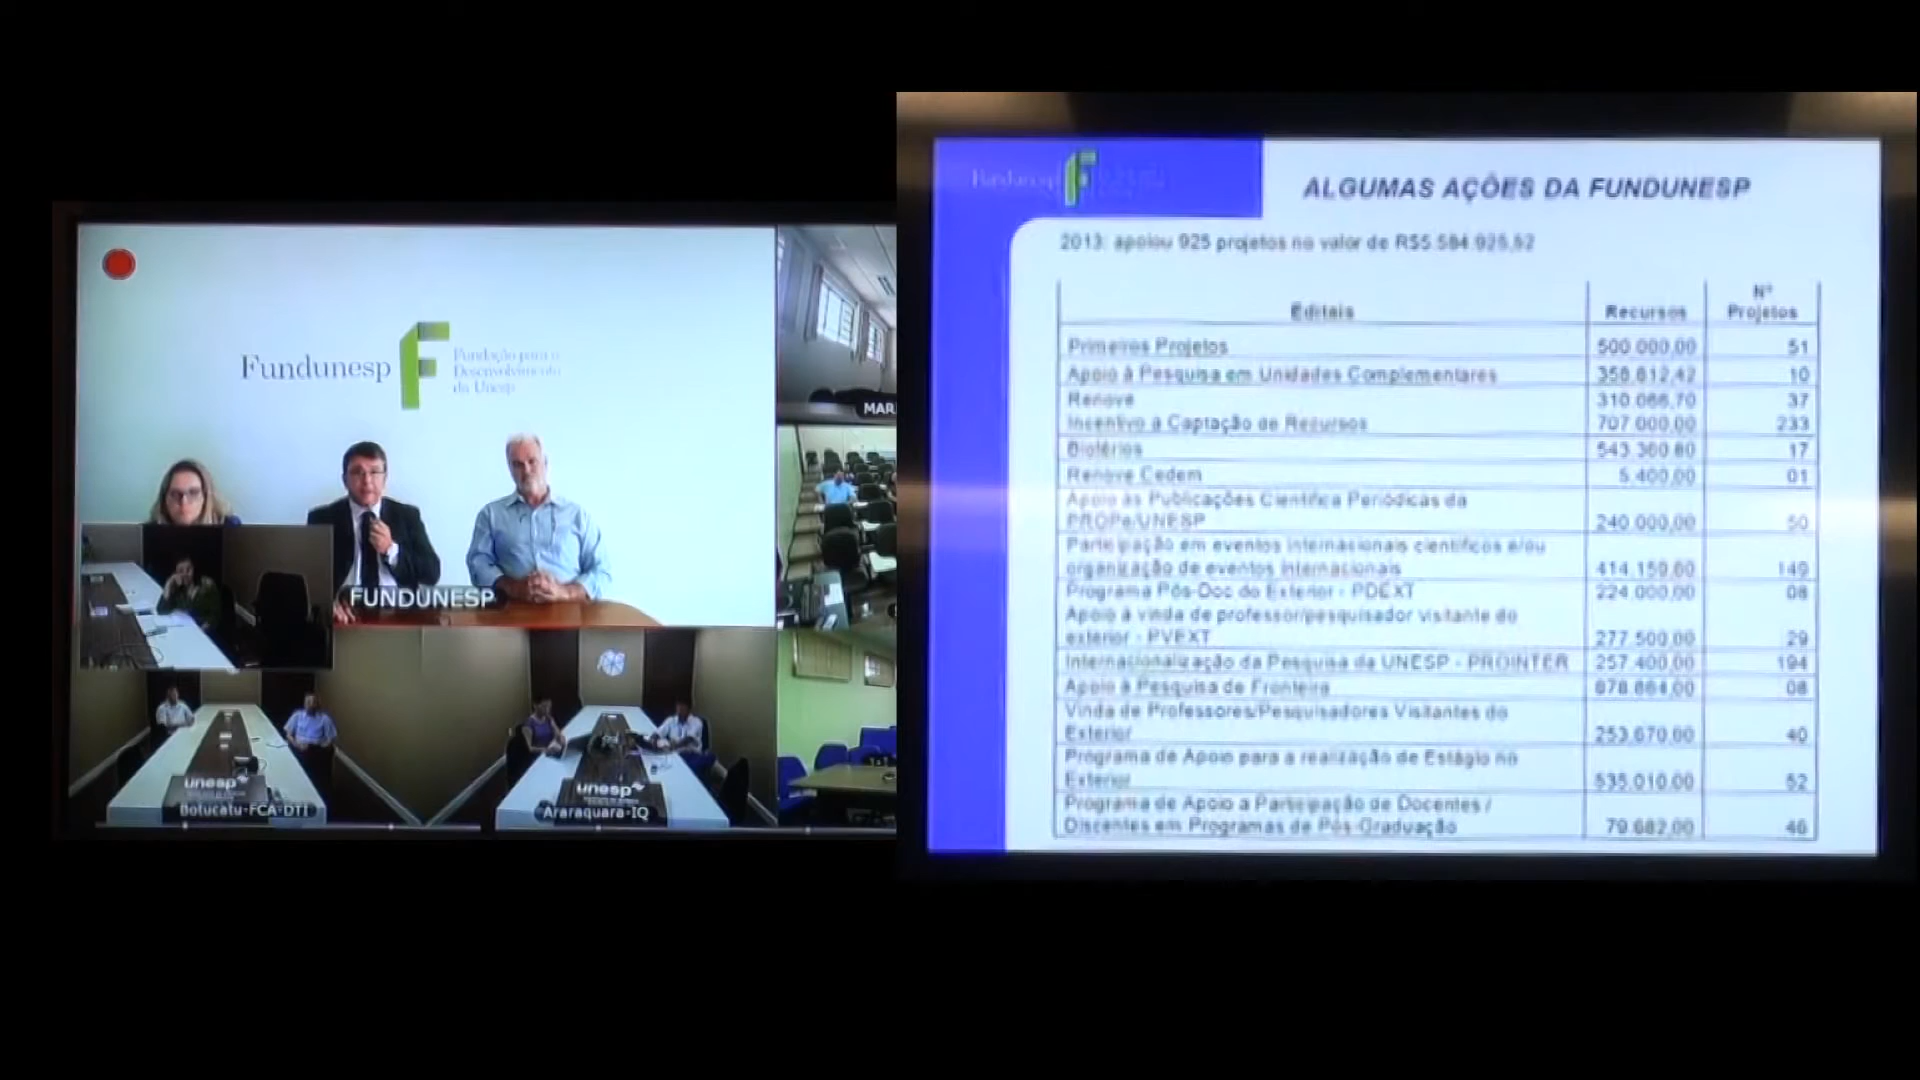 Fundunesp
Fundação para o
Desenvolvimento
da Unesp
FUNDUNESP
MAR
unesp
Botucatu-FCA-DTI
unesp
Araraquara-IQ
Fundunesp
ALGUMAS AÇÕES DA FUNDUNESP
2013: apoiou 925 projetos no valor de R$5.584.925,52
Editais Recursos Nº Projetos
Primeiros Projetos 500.000,00 51
Apoio à Pesquisa em Unidades Complementares 358.812,42 10
Renove 310.066,70 37
Incentivo à Captação de Recursos 707.000,00 233
Biotérios 543.360,80 17
Renove Cedem 5.400,00 01
Apoio às Publicações Científica Periódicas da
PROPe/UNESP 240.000,00 50
Participação em eventos internacionais científicos e/ou
organização de eventos internacionais 414.159,60 149
Programa Pós-Doc do Exterior - PDEXT 224.000,00 08
Apoio à vinda de professor/pesquisador visitante do
exterior - PVEXT 277.500,00 29
Internacionalização da Pesquisa da UNESP - PROINTER 257.400,00 194
Apoio à Pesquisa de Fronteira 878.864,00 08
Vinda de Professores/Pesquisadores Visitantes do
Exterior 253.670,00 40
Programa de Apoio para a realização de Estágio no
Exterior 535.010,00 52
Programa de Apoio a Participação de Docentes /
Discentes em Programas de Pós-Graduação 79.682,00 46